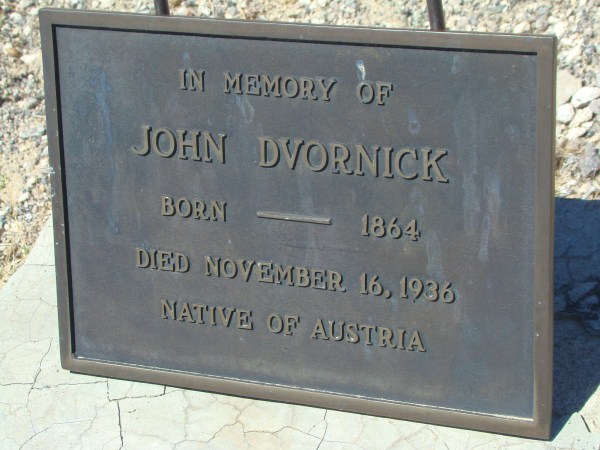 IN MEMORY OF
JOHN DVORNICK
BORN —— 1864
DIED NOVEMBER 16, 1936
NATIVE OF AUSTRIA